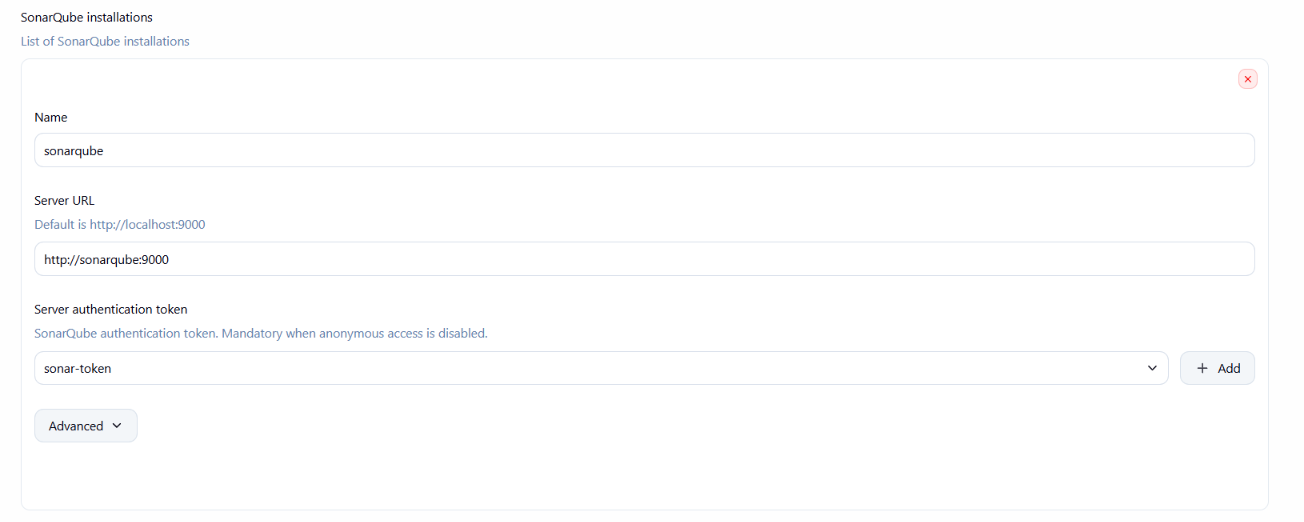 SonarQube installations
List of SonarQube installations
Name
sonarqube
Server URL
Default is http://localhost:9000
http://sonarqube:9000
Server authentication token
SonarQube authentication token. Mandatory when anonymous access is disabled.
sonar-token
+ Add
Advanced